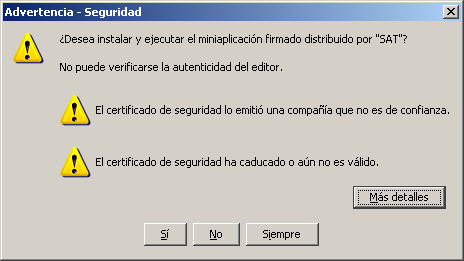 Advertencia - Seguridad
¿Desea instalar y ejecutar el miniaplicación firmado distribuido por "SAT"?
No puede verificarse la autenticidad del editor.
El certificado de seguridad lo emitió una compañía que no es de confianza.
El certificado de seguridad ha caducado o aún no es válido.
Más detalles
Sí No Siempre